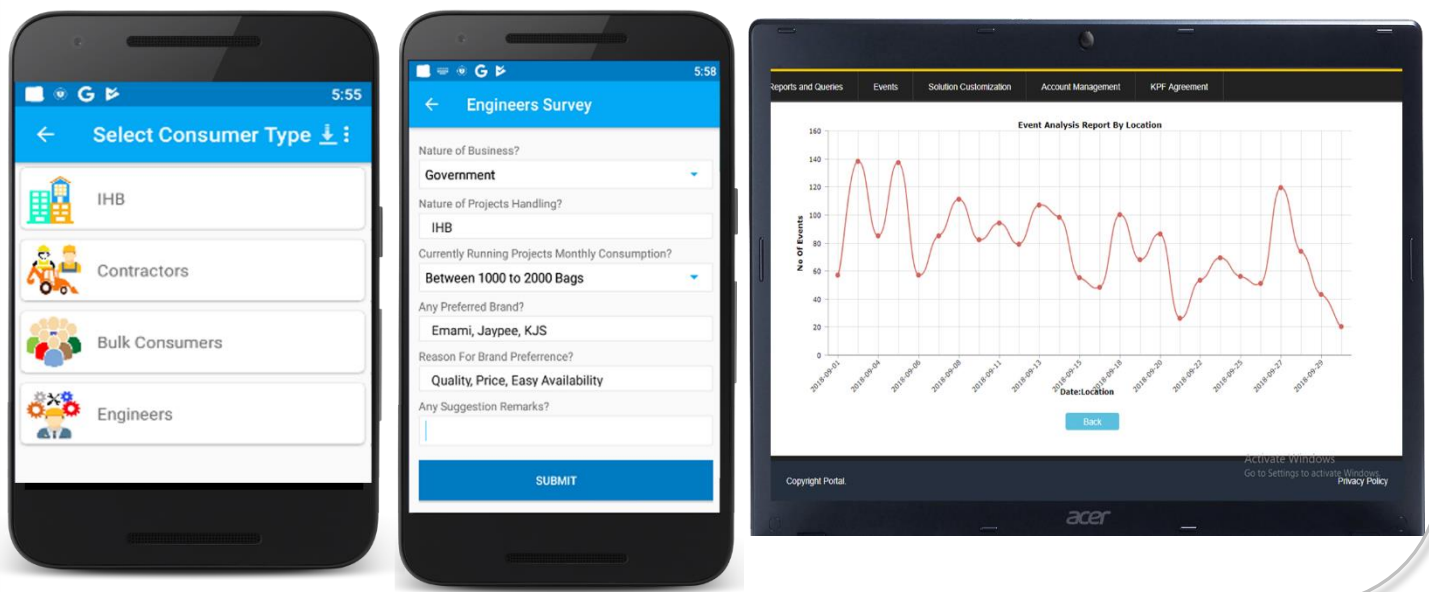 5:55
Select Consumer Type
IHB
Contractors
Bulk Consumers
Engineers
G
5:58
Engineers Survey
Nature of Business?
Government
Nature of Projects Handling?
IHB
Currently Running Projects Monthly Consumption?
Between 1000 to 2000 Bags
Any Preferred Brand?
Emami, Jaypee, KJS
Reason For Brand Preferrence?
Quality, Price, Easy Availability
Any Suggestion Remarks?
SUBMIT
Reports and Queries Events Solution Customization Account Management KPF Agreement
Event Analysis Report By Location
No Of Events
160
140
120
100
80
60
40
20
0
2018-09-01 2018-09-04 2018-09-06 2018-09-08 2018-09-11 2018-09-13 2018-09-15 2018-09-18 2018-09-20 2018-09-22 2018-09-25 2018-09-27 2018-09-29
Date:Location
Back
Activate Windows
Go to Settings to activate Windows.
Copyright Portal.
Privacy Policy
acer